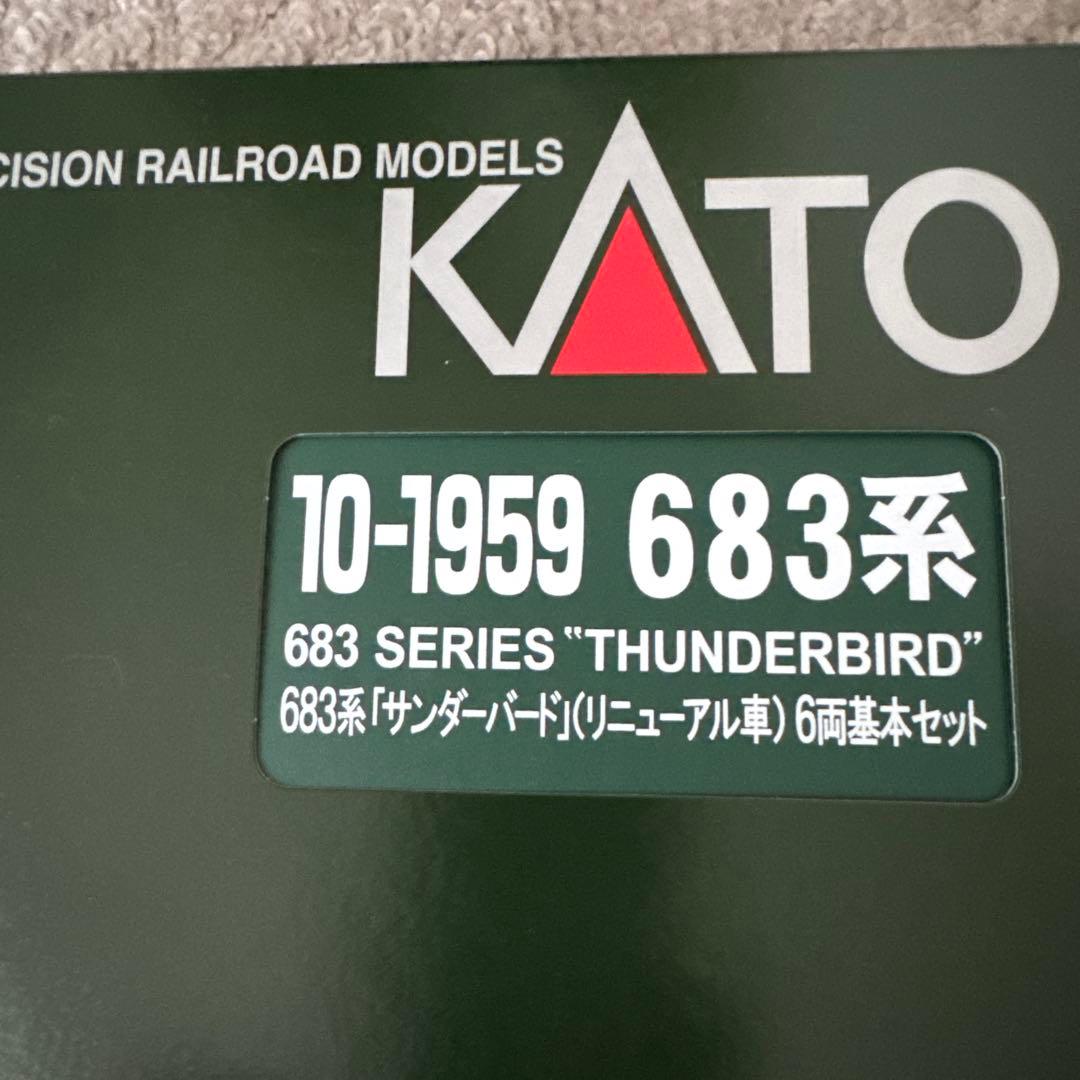 CISION RAILROAD MODELS
KATO
10-1959 683系
683 SERIES “THUNDERBIRD”
683系「サンダーバード」(リニューアル車) 6両基本セット